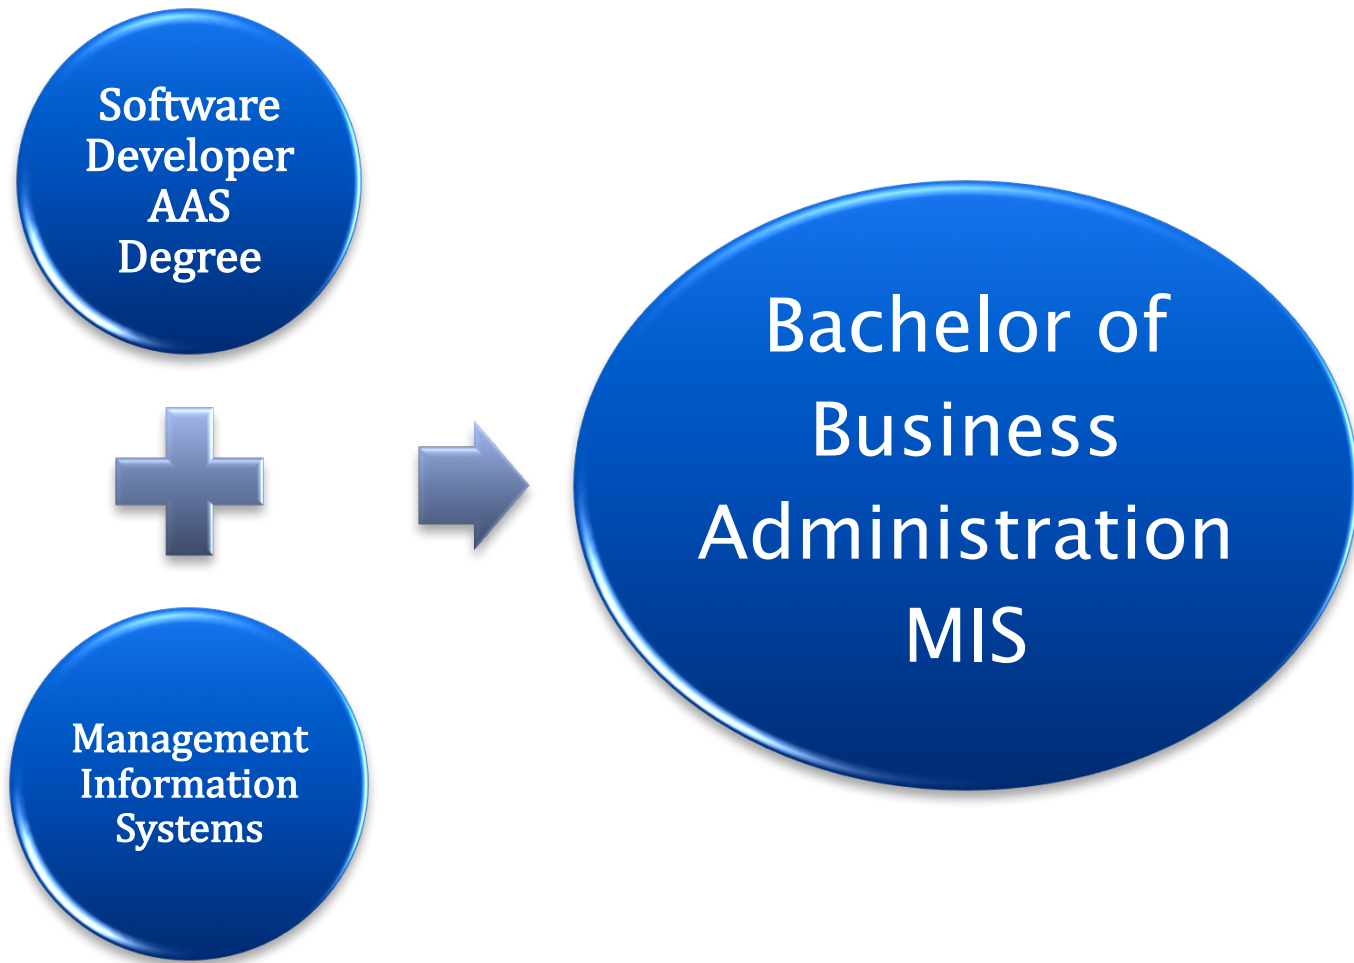 Software
Developer
AAS
Degree
Management
Information
Systems
Bachelor of
Business
Administration
MIS